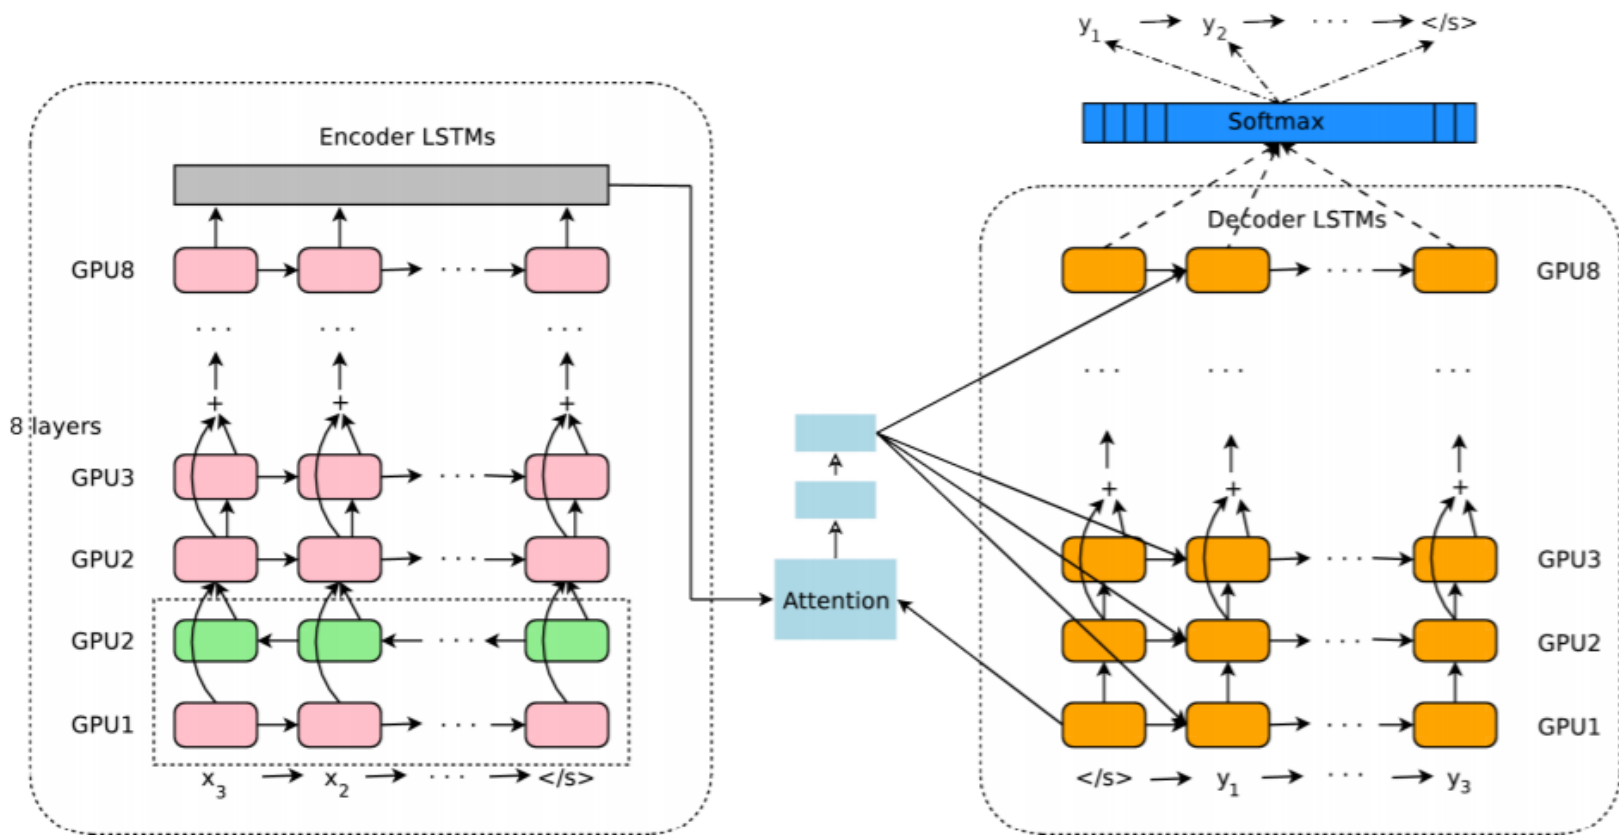 y1 → y2 → ··· → </s>
Softmax
Encoder LSTMs
Decoder LSTMs
GPU8
GPU8
8 layers
GPU3
GPU2
GPU2
GPU1
x3 → x2 → ··· → </s>
Attention
GPU3
GPU2
GPU1
</s> → y1 → ··· → y3
+ + +
+ + +